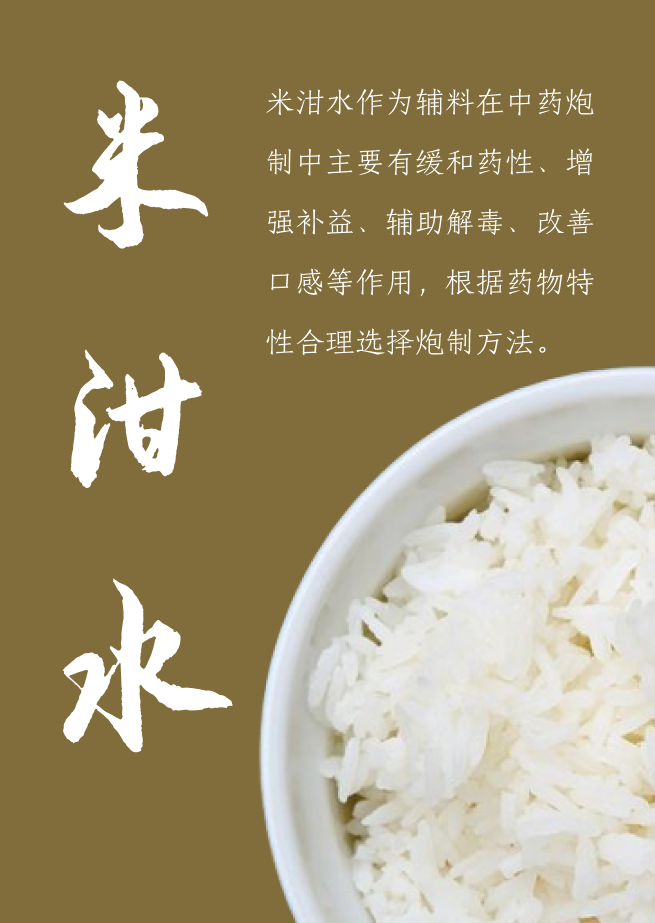 米泔水
米泔水作为辅料在中药炮
制中主要有缓和药性、增
强补益、辅助解毒、改善
口感等作用，根据药物特
性合理选择炮制方法。